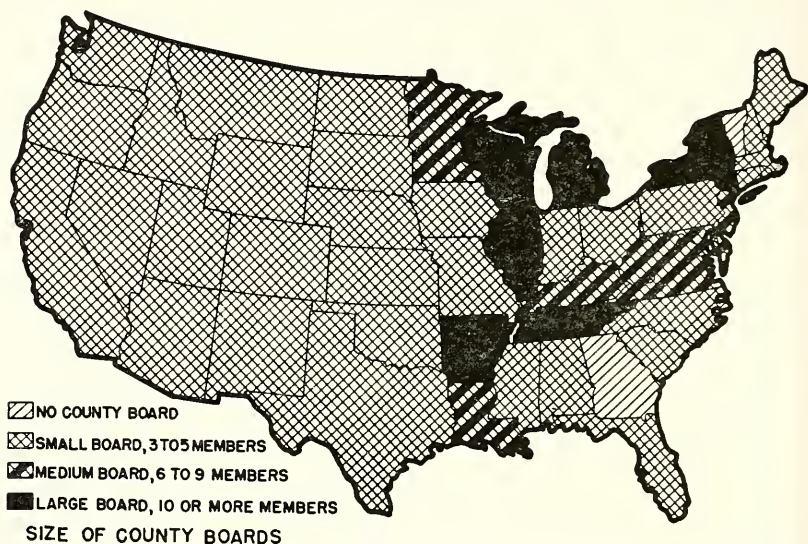 NO COUNTY BOARD
SMALL BOARD, 3 TO 5 MEMBERS
MEDIUM BOARD, 6 TO 9 MEMBERS
LARGE BOARD, 10 OR MORE MEMBERS
SIZE OF COUNTY BOARDS